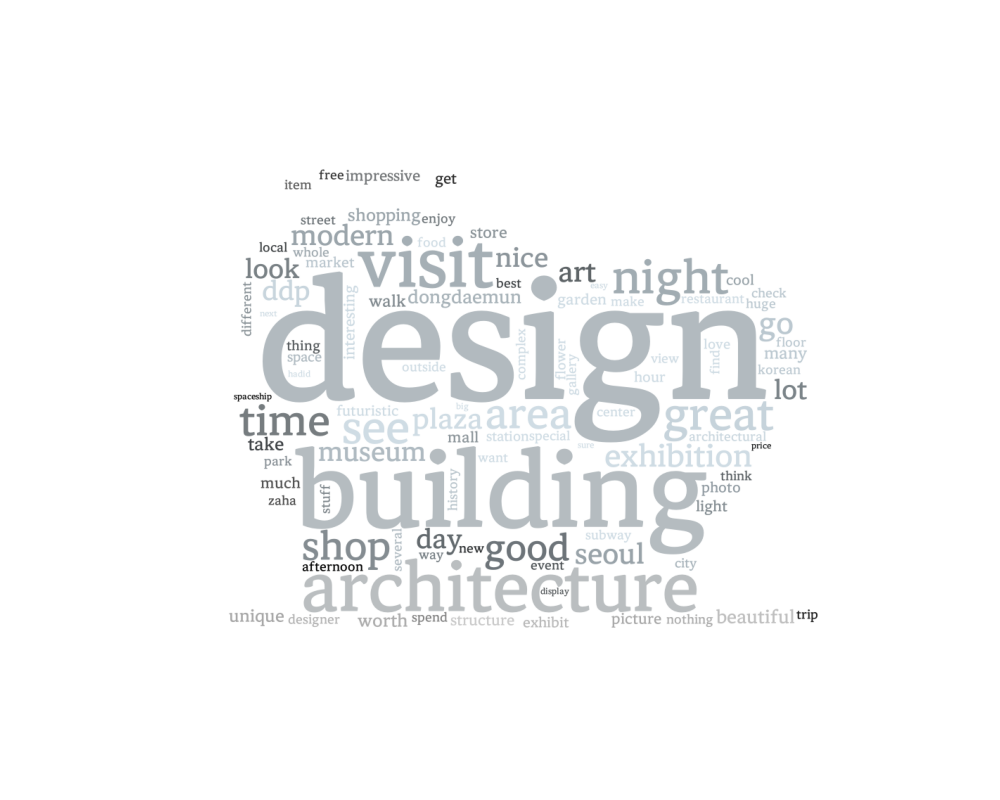 item free impressive get
street shopping enjoy
modern food store
local whole visit nice
look market art night cool
different ddp interesting walk dongdaemun best easy garden make restaurant check
next huge
design
thing space hadid outside complex flower gallery hour view find love go floor many korean
spaceship lot
time futuristic see plaza big area center great
take mall station special sure architectural price
park museum want exhibition
much zaha stuff building history think photo light
shop several day way new good event seoul subway city
afternoon
architecture display
unique designer worth spend structure exhibit picture nothing beautiful trip